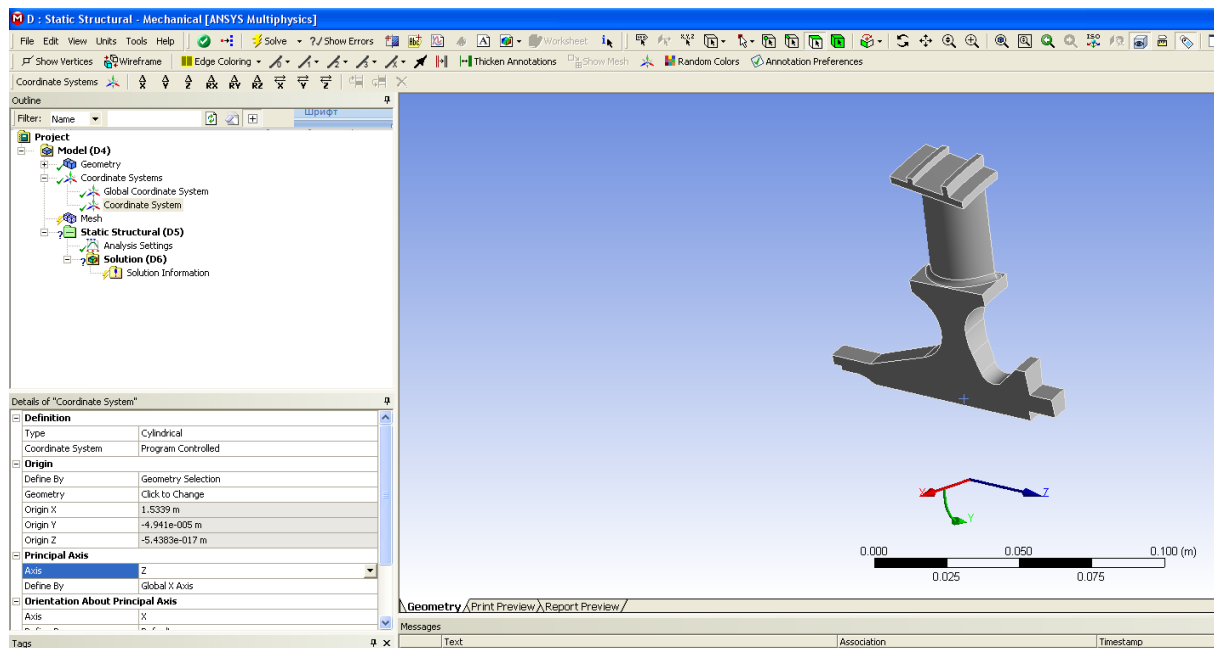 D : Static Structural - Mechanical [ANSYS Multiphysics]
File Edit View Units Tools Help Solve ?/ Show Errors Worksheet
Show Vertices Wireframe Edge Coloring Thicken Annotations Show Mesh Random Colors Annotation Preferences
Coordinate Systems X Y Z RX RY RZ X Y Z
Outline
Filter: Name Шрифт
Project
Model (D4)
Geometry
Coordinate Systems
Global Coordinate System
Coordinate System
Mesh
Static Structural (D5)
Analysis Settings
Solution (D6)
Solution Information
Details of "Coordinate System"
Definition
Type Cylindrical
Coordinate System Program Controlled
Origin
Define By Geometry Selection
Geometry Click to Change
Origin X 1.5339 m
Origin Y -4.941e-005 m
Origin Z -5.4383e-017 m
Principal Axis
Axis Z
Define By Global X Axis
Orientation About Principal Axis
Axis X
Tags
X Z
Y
0.000 0.050 0.100 (m)
0.025 0.075
Geometry Print Preview Report Preview
Messages
Text Association Timestamp